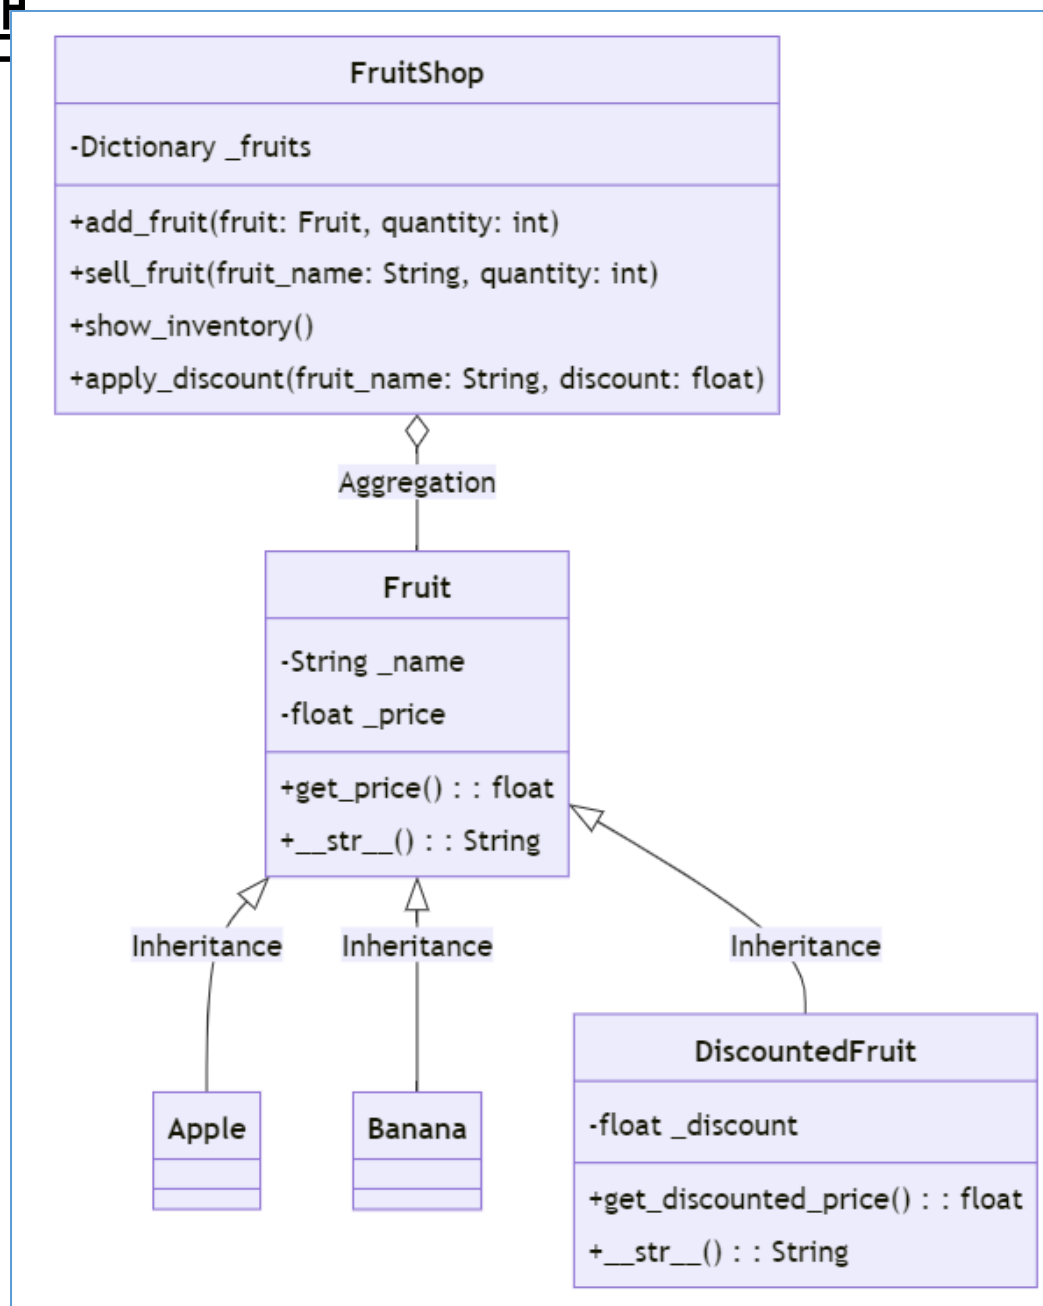 FruitShop
-Dictionary _fruits
+add_fruit(fruit: Fruit, quantity: int)
+sell_fruit(fruit_name: String, quantity: int)
+show_inventory()
+apply_discount(fruit_name: String, discount: float)
Aggregation
Fruit
-String _name
-float _price
+get_price() : : float
+__str__() : : String
Inheritance Inheritance Inheritance
DiscountedFruit
-float _discount
Apple Banana
+get_discounted_price() : : float
+__str__() : : String